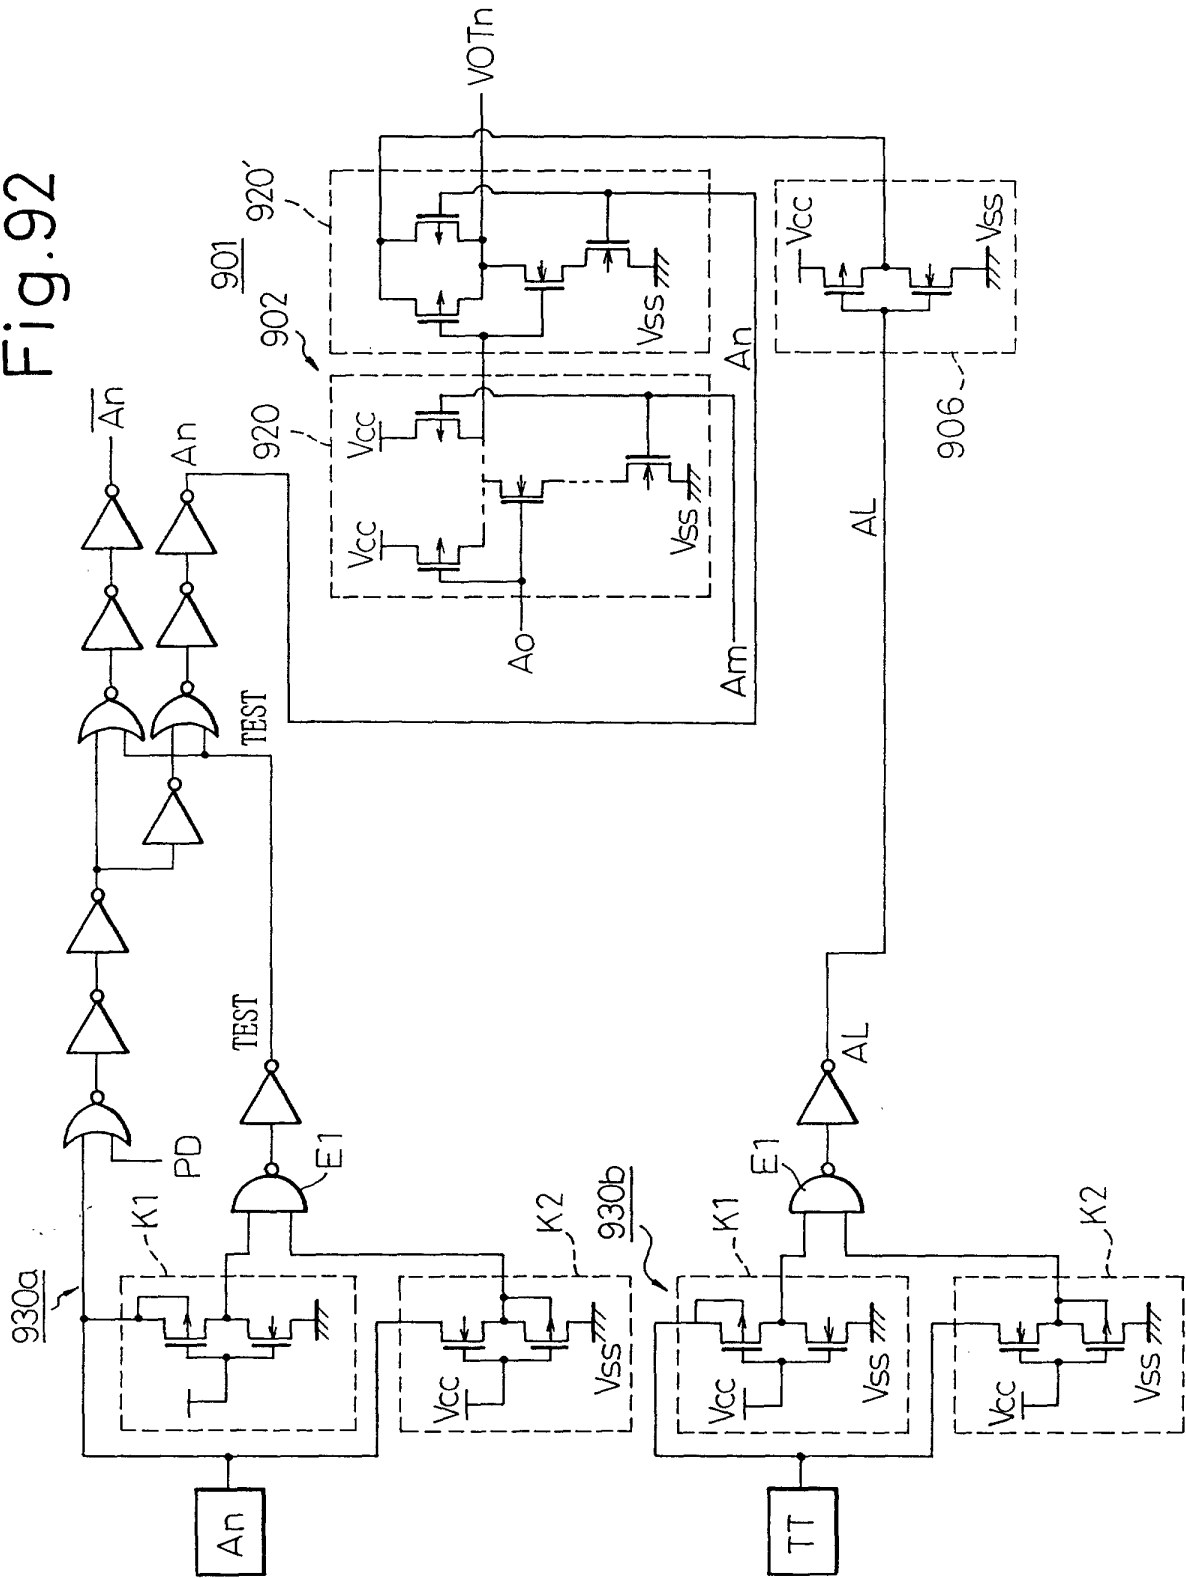 Fig.92
930a
An
K1
K2
Vcc
Vss
PD
E1
TEST
TEST
An
An
901
902
920
920′
Vcc
Vcc
Vss
Vss
Ao
Am
An
VOTn
930b
TT
K1
Vcc
Vss
K2
Vcc
Vss
E1
AL
AL
906
Vcc
Vss